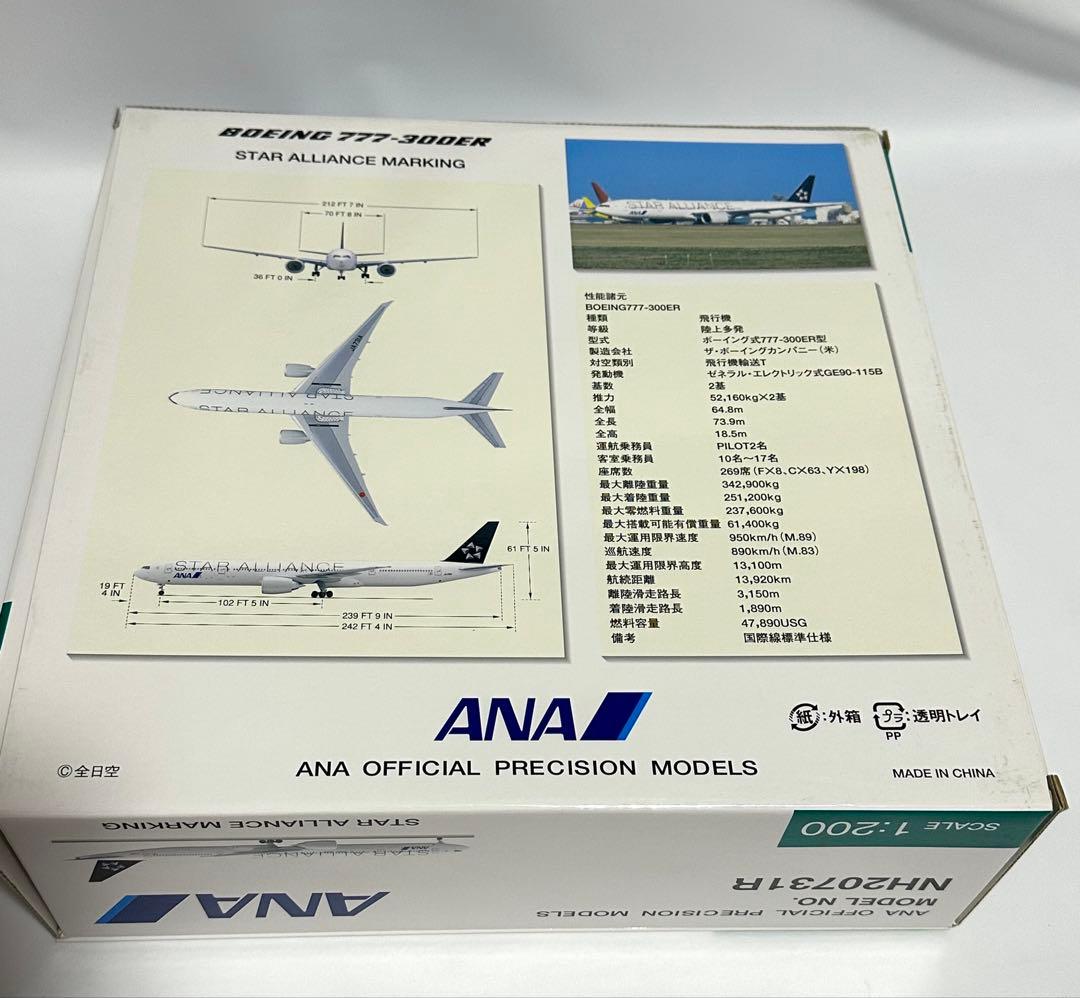 BOEING 777-300ER
STAR ALLIANCE MARKING
212 FT 7 IN
70 FT 8 IN
36 FT 0 IN
JA731A
STAR ALLIANCE
STAR ALLIANCE
STAR ALLIANCE
ANA
61 FT 5 IN
19 FT
4 IN
102 FT 5 IN
239 FT 9 IN
242 FT 4 IN
STAR ALLIANCE
ANA
性能諸元
BOEING777-300ER
種類 飛行機
等級 陸上多発
型式 ボーイング式777-300ER型
製造会社 ザ・ボーイングカンパニー(米)
対空類別 飛行機輸送T
発動機 ゼネラル・エレクトリック式GE90-115B
基数 2基
推力 52,160kg×2基
全幅 64.8m
全長 73.9m
全高 18.5m
運航乗務員 PILOT2名
客室乗務員 10名〜17名
座席数 269席(F×8、C×63、Y×198)
最大離陸重量 342,900kg
最大着陸重量 251,200kg
最大零燃料重量 237,600kg
最大搭載可能有償重量 61,400kg
最大運用限界速度 950km/h(M.89)
巡航速度 890km/h(M.83)
最大運用限界高度 13,100m
航続距離 13,920km
離陸滑走路長 3,150m
着陸滑走路長 1,890m
燃料容量 47,890USG
備考 国際線標準仕様
ANA
紙:外箱 プラ:透明トレイ
PP
©全日空
ANA OFFICIAL PRECISION MODELS
MADE IN CHINA
SCALE 1:200
STAR ALLIANCE MARKING
STAR ALLIANCE
ANA
ANA
NH20731R
MODEL NO.
ANA OFFICIAL PRECISION MODELS